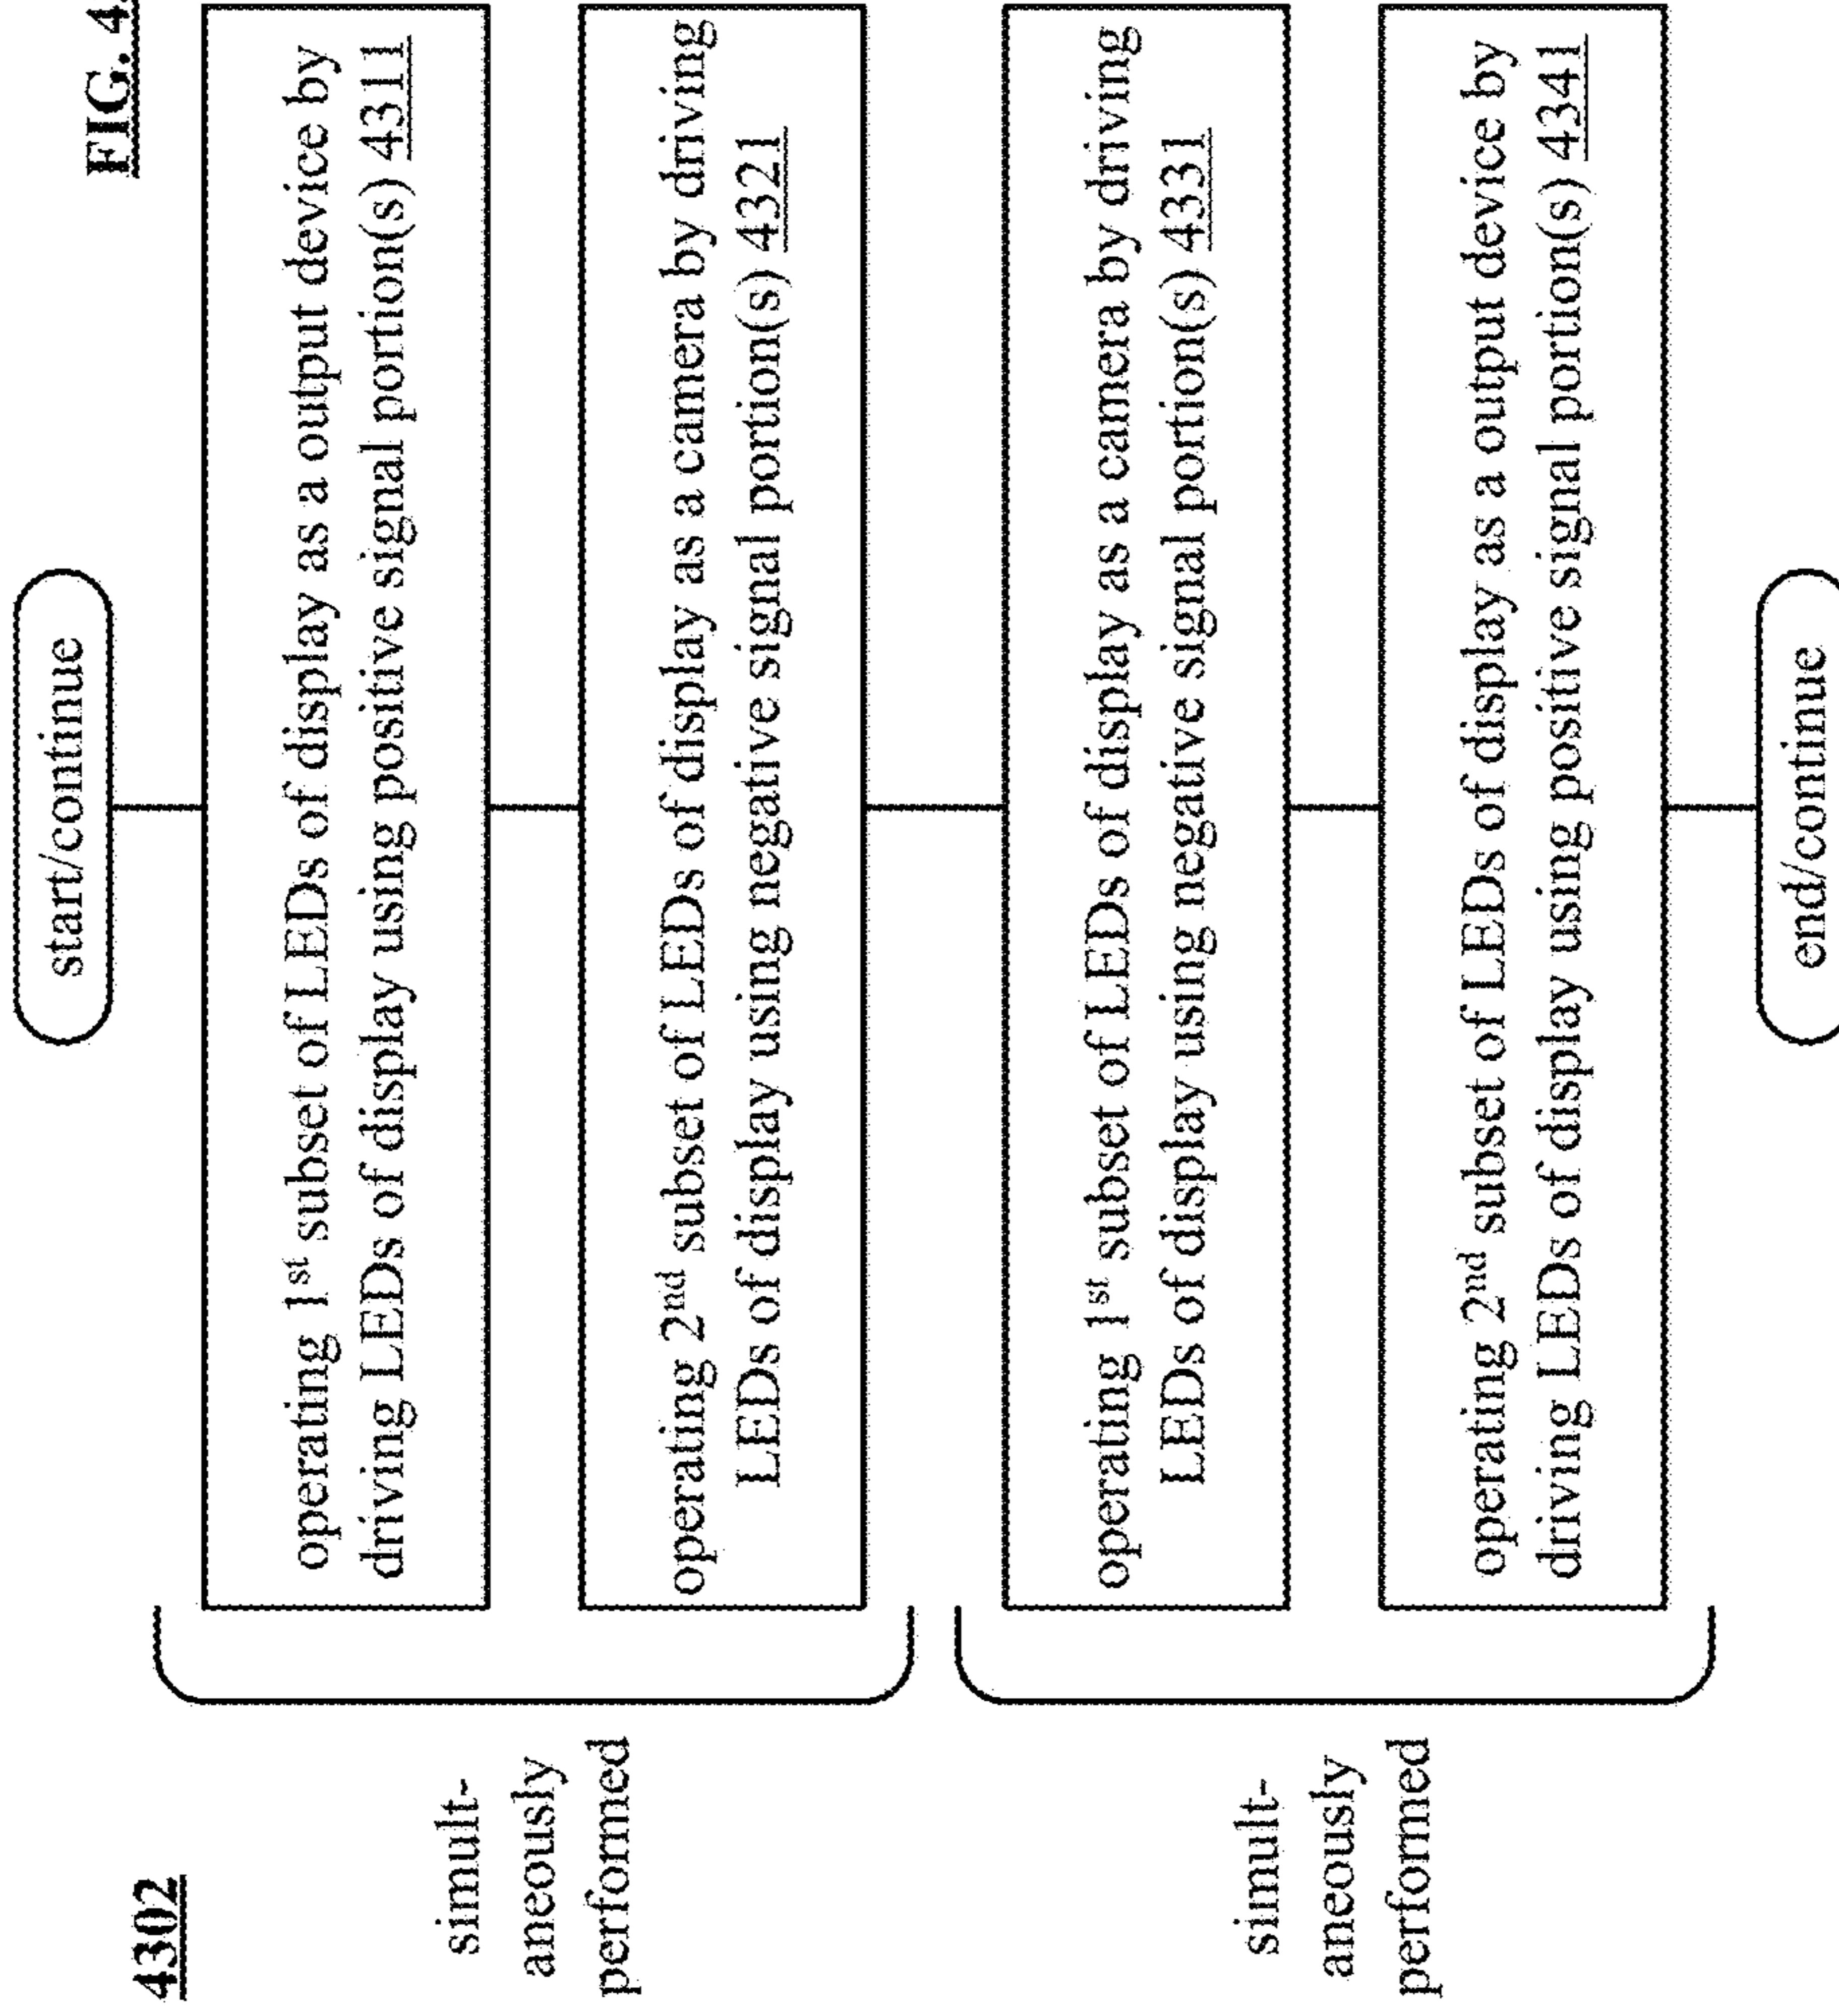 4302
FIG. 4
start/continue
operating 1st subset of LEDs of display as a output device by
driving LEDs of display using positive signal portion(s) 4311
operating 2nd subset of LEDs of display as a camera by driving
LEDs of display using negative signal portion(s) 4321
simult-
aneously
perfomed
operating 1st subset of LEDs of display as a camera by driving
LEDs of display using negative signal portion(s) 4331
operating 2nd subset of LEDs of display as a output device by
driving LEDs of display using positive signal portion(s) 4341
simult-
aneously
perfomed
end/continue